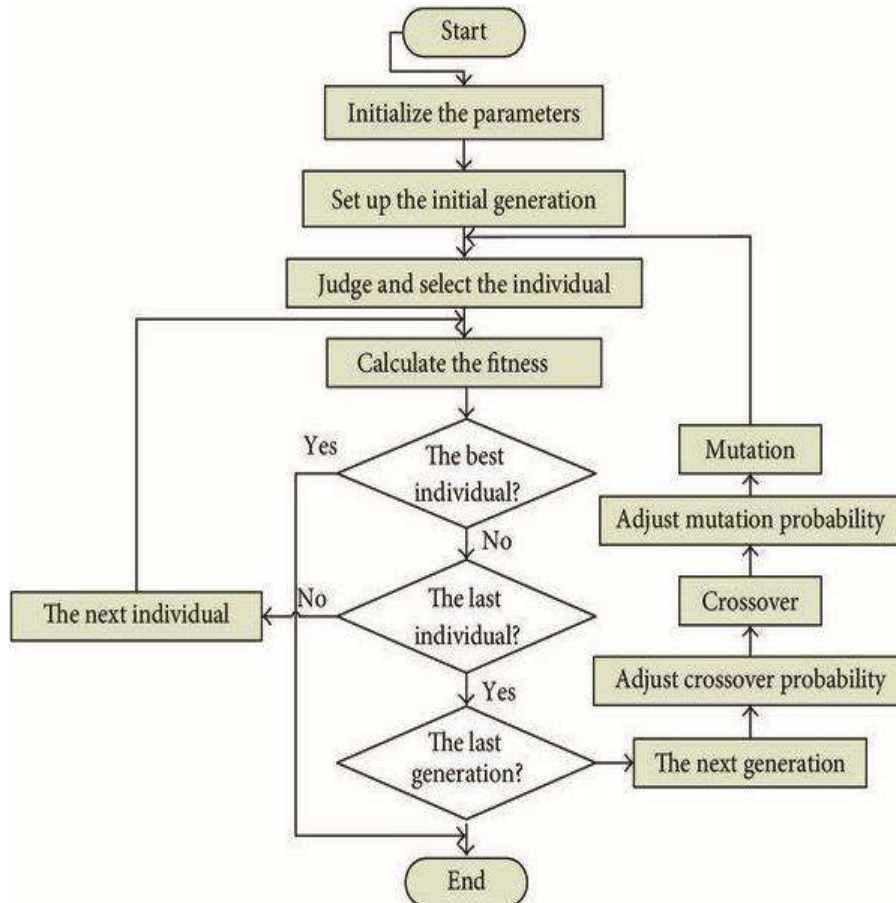 Start
Initialize the parameters
Set up the initial generation
Judge and select the individual
Calculate the fitness
Yes
The best
individual?
Mutation
Adjust mutation probability
No
The next individual
No
The last
individual?
Crossover
Adjust crossover probability
Yes
The last
generation?
The next generation
End